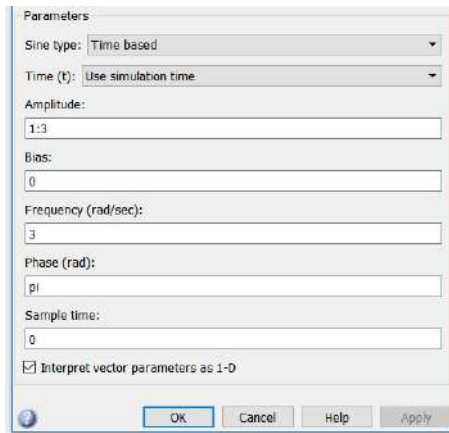 Parameters
Sine type: Time based
Time (t): Use simulation time
Amplitude:
1:3
Bias:
0
Frequency (rad/sec):
3
Phase (rad):
pi
Sample time:
0
Interpret vector parameters as 1-D
OK Cancel Help Apply